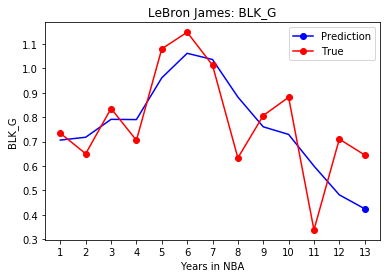 LeBron James: BLK_G
Prediction
True
BLK_G
1.1
1.0
0.9
0.8
0.7
0.6
0.5
0.4
0.3
1 2 3 4 5 6 7 8 9 10 11 12 13
Years in NBA